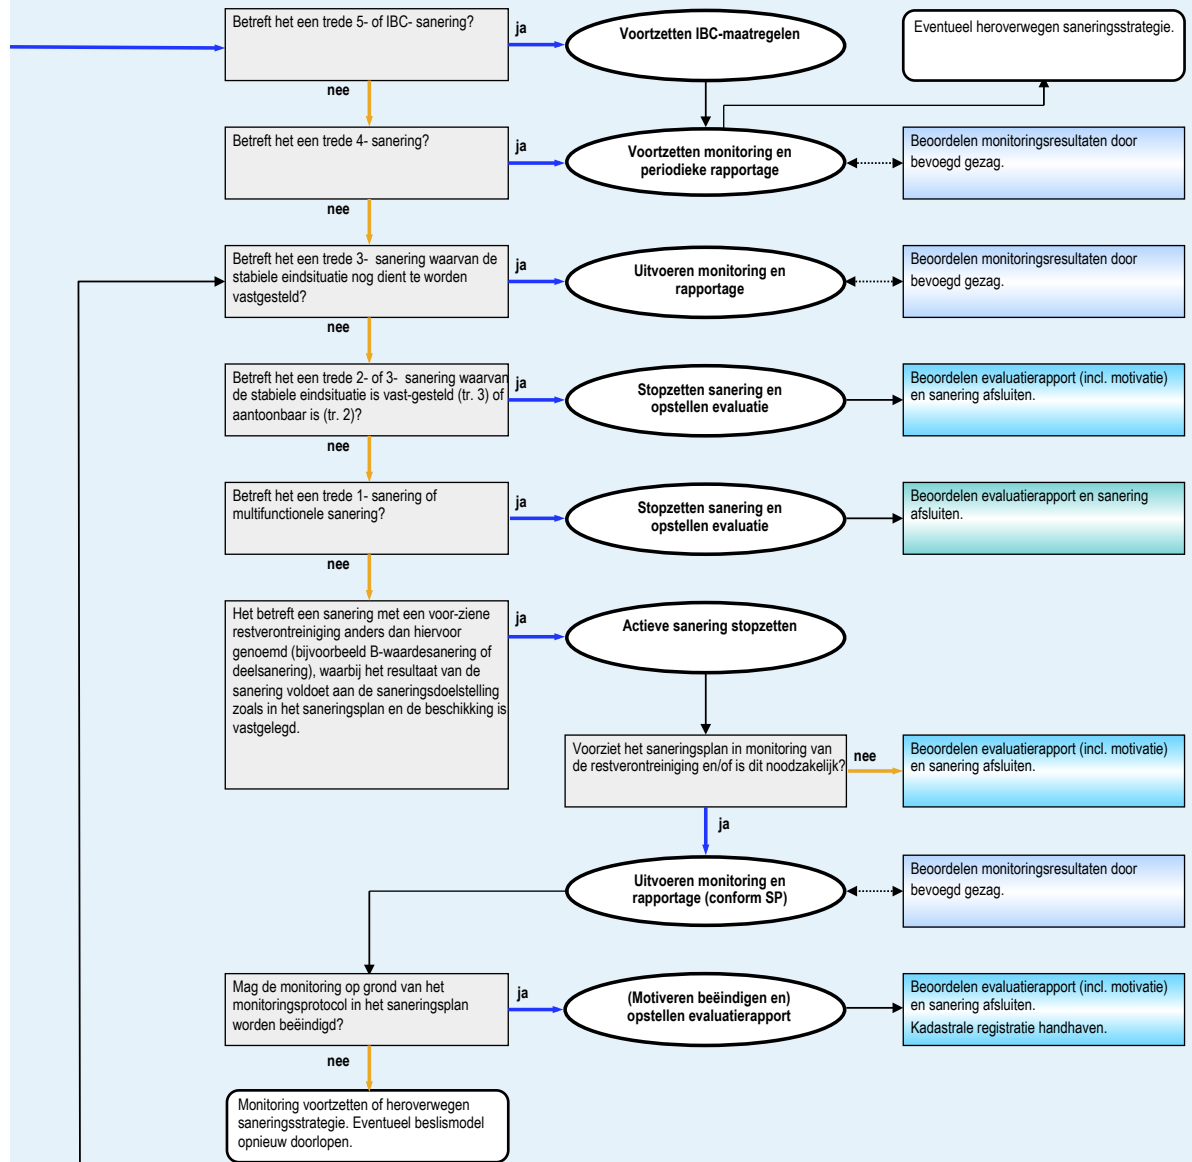 Betreft het een trede 5- of IBC- sanering?
ja
Voortzetten IBC-maatregelen
Eventueel heroverwegen saneringsstrategie.
nee
Betreft het een trede 4- sanering?
ja
Voortzetten monitoring en
periodieke rapportage
Beoordelen monitoringsresultaten door
bevoegd gezag.
nee
Betreft het een trede 3- sanering waarvan de
stabiele eindsituatie nog dient te worden
vastgesteld?
ja
Uitvoeren monitoring en
rapportage
Beoordelen monitoringsresultaten door
bevoegd gezag.
nee
Betreft het een trede 2- of 3- sanering waarvan
de stabiele eindsituatie is vast-gesteld (tr. 3) of
aantoonbaar is (tr. 2)?
ja
Stopzetten sanering en
opstellen evaluatie
Beoordelen evaluatierapport (incl. motivatie)
en sanering afsluiten.
nee
Betreft het een trede 1- sanering of
multifunctionele sanering?
ja
Stopzetten sanering en
opstellen evaluatie
Beoordelen evaluatierapport en sanering
afsluiten.
nee
Het betreft een sanering met een voor-ziene
restverontreiniging anders dan hiervoor
genoemd (bijvoorbeeld B-waardesanering of
deelsanering), waarbij het resultaat van de
sanering voldoet aan de saneringsdoelstelling
zoals in het saneringsplan en de beschikking is
vastgelegd.
ja
Actieve sanering stopzetten
Voorziet het saneringsplan in monitoring van
de restverontreiniging en/of is dit noodzakelijk?
nee
Beoordelen evaluatierapport (incl. motivatie)
en sanering afsluiten.
ja
Uitvoeren monitoring en
rapportage (conform SP)
Beoordelen monitoringsresultaten door
bevoegd gezag.
Mag de monitoring op grond van het
monitoringsprotocol in het saneringsplan
worden beëindigd?
ja
(Motiveren beëindigen en)
opstellen evaluatierapport
Beoordelen evaluatierapport (incl. motivatie)
en sanering afsluiten.
Kadastrale registratie handhaven.
nee
Monitoring voortzetten of heroverwegen
saneringsstrategie. Eventueel beslismodel
opnieuw doorlopen.